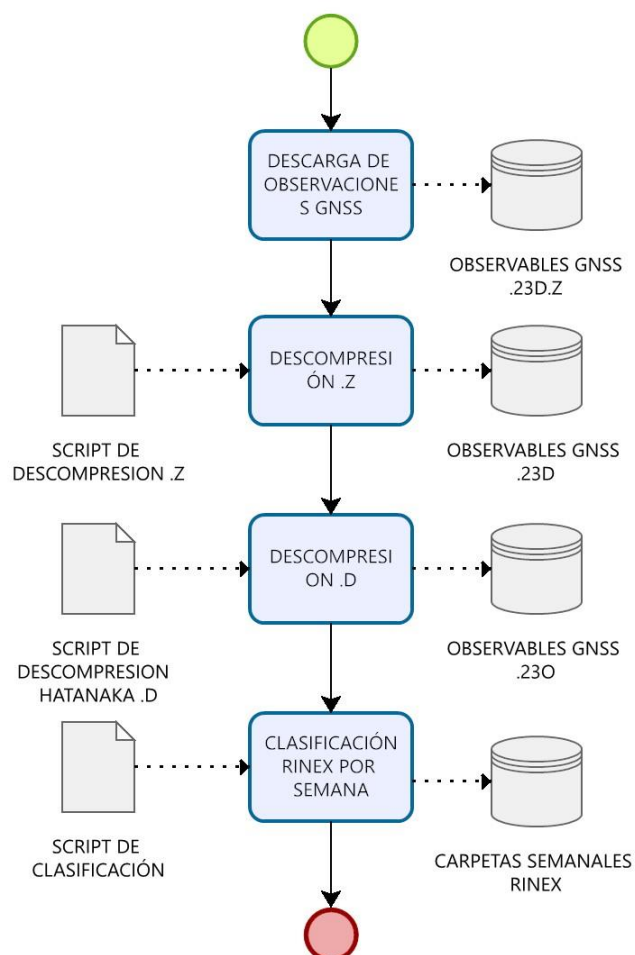 DESCARGA DE
OBSERVACIONE
S GNSS
OBSERVABLES GNSS
.23D.Z
DESCOMPRESI
ÓN .Z
SCRIPT DE
DESCOMPRESION .Z
OBSERVABLES GNSS
.23D
DESCOMPRESI
ON .D
SCRIPT DE
DESCOMPRESION
HATANAKA .D
OBSERVABLES GNSS
.23O
CLASIFICACIÓN
RINEX POR
SEMANA
SCRIPT DE
CLASIFICACIÓN
CARPETAS SEMANALES
RINEX